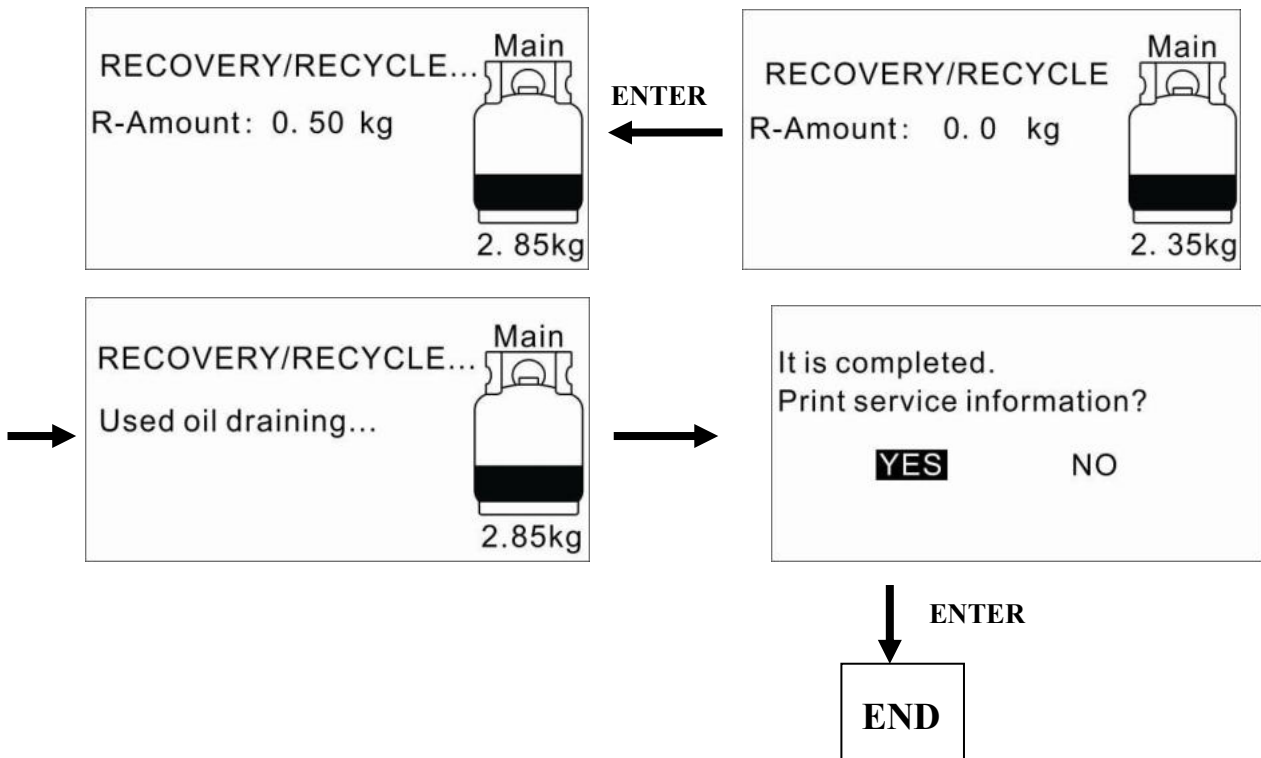 Main
RECOVERY/RECYCLE...
R-Amount: 0. 50 kg
2. 85kg
ENTER
Main
RECOVERY/RECYCLE
R-Amount: 0. 0 kg
2. 35kg
Main
RECOVERY/RECYCLE...
Used oil draining...
2.85kg
It is completed.
Print service information?
YES NO
ENTER
END